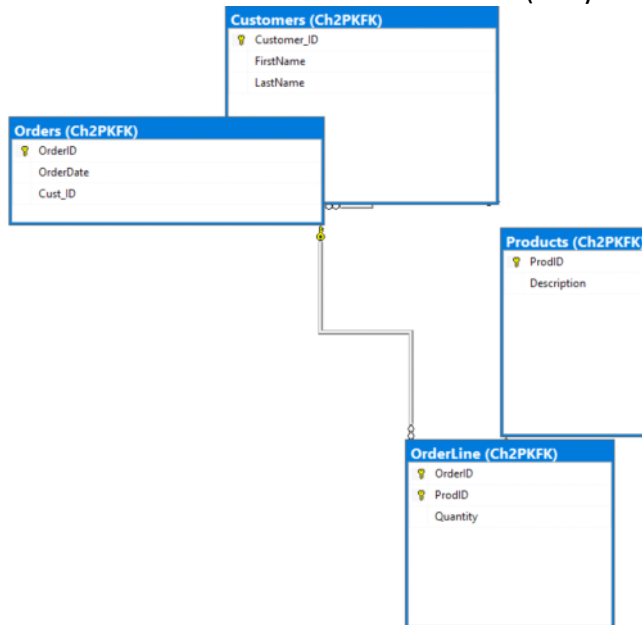 Customers (Ch2PKFK)
Customer_ID
FirstName
LastName
Orders (Ch2PKFK)
OrderID
OrderDate
Cust_ID
Products (Ch2PKFK)
ProdID
Description
OrderLine (Ch2PKFK)
OrderID
ProdID
Quantity